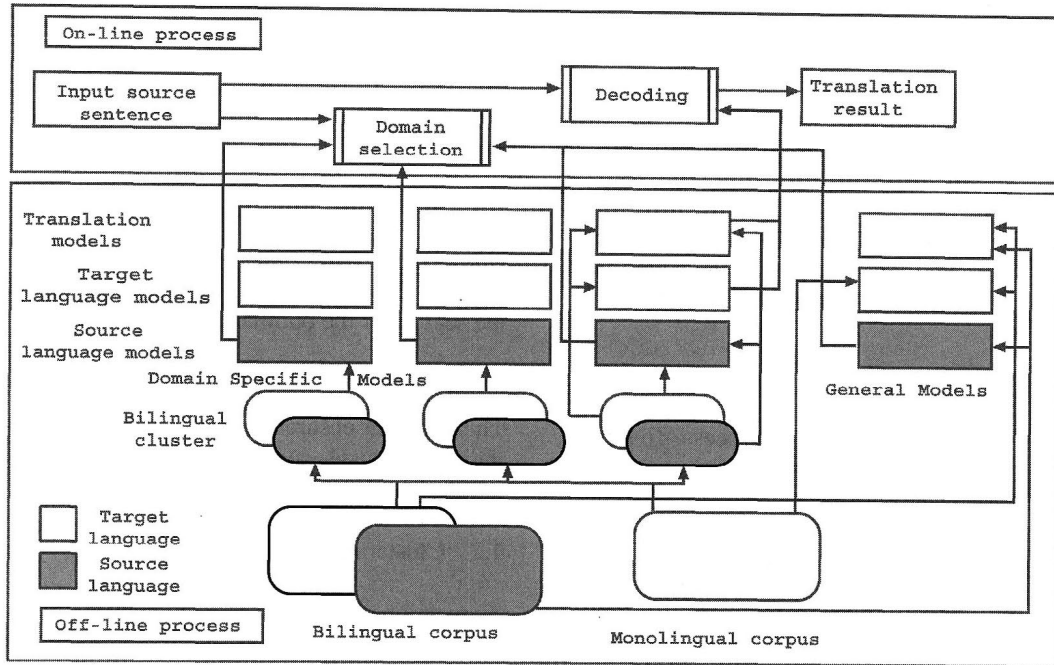 On-line process
Input source
sentence
Decoding
Translation
result
Domain
selection
Translation
models
Target
language models
Source
language models
Domain Specific Models
General Models
Bilingual
cluster
Target
language
Source
language
Off-line process
Bilingual corpus
Monolingual corpus